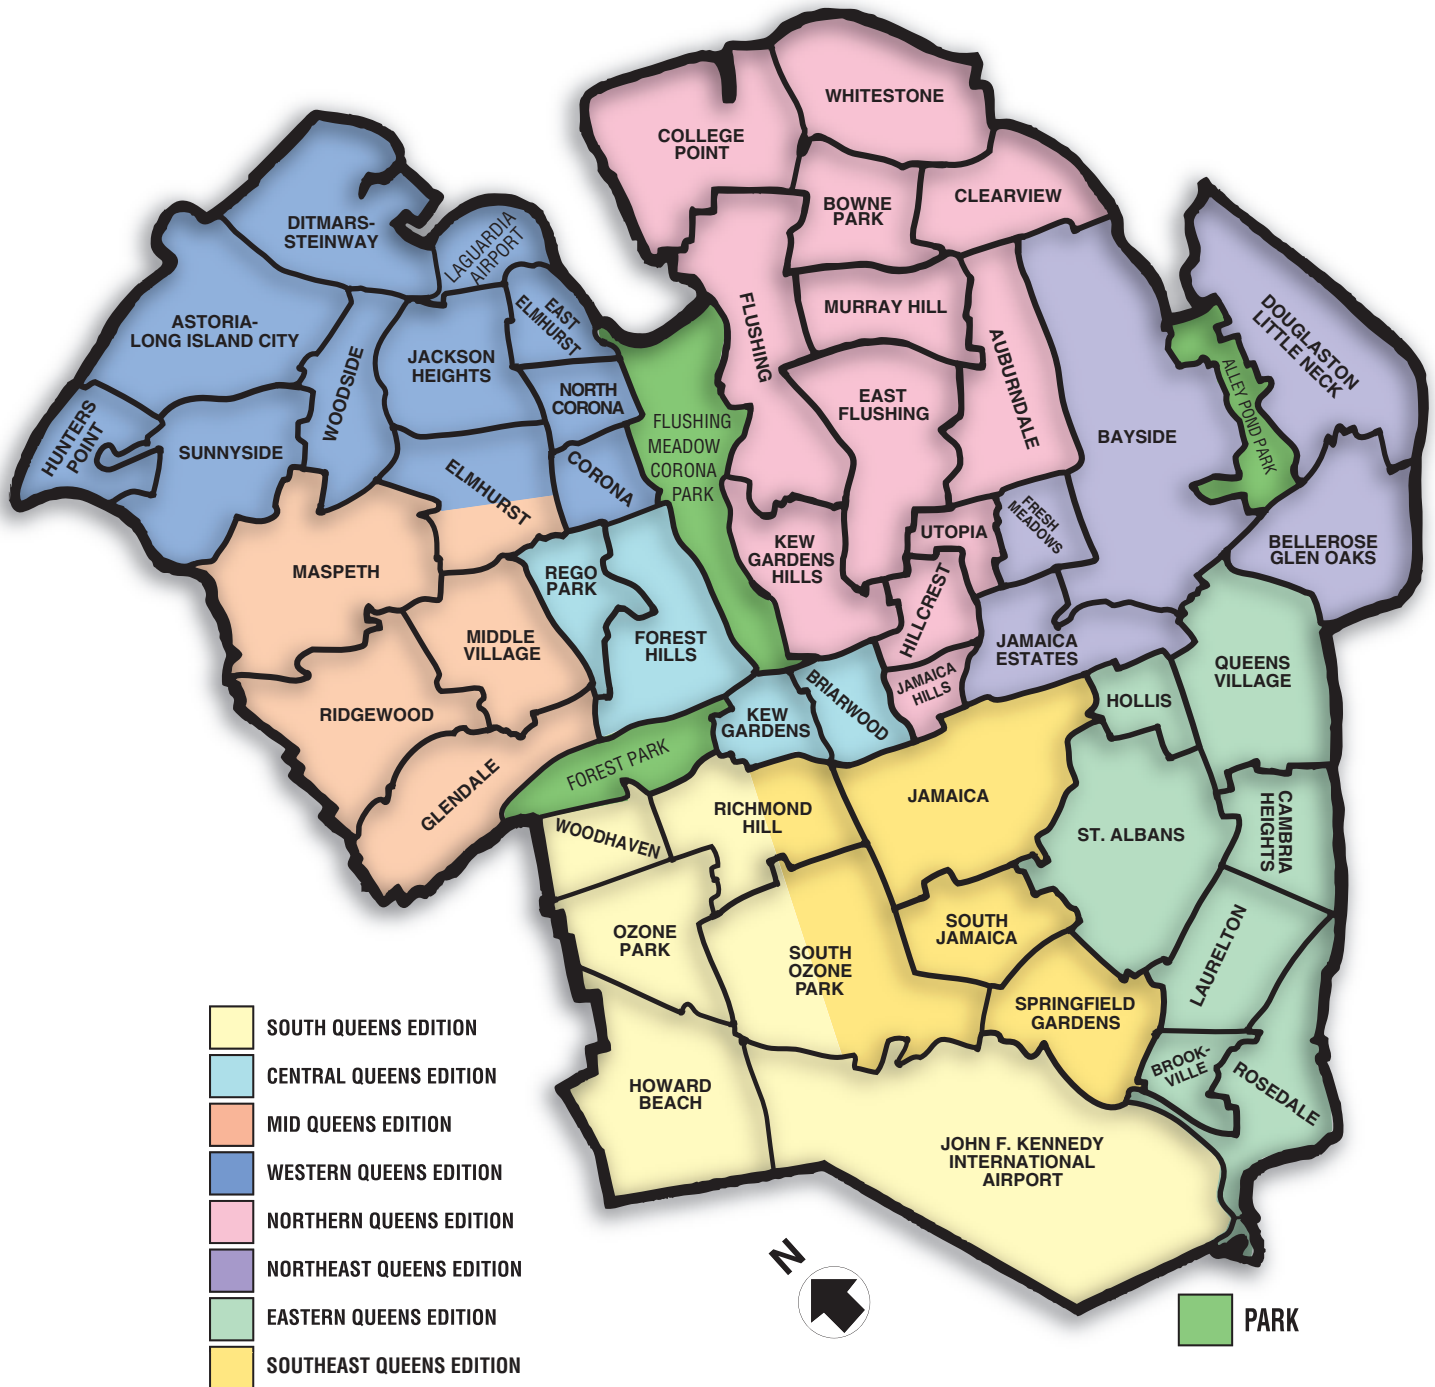 WHITESTONE
COLLEGE
POINT
CLEARVIEW
BOWNE
PARK
DITMARS-
STEINWAY
LAGUARDIA
AIRPORT
ASTORIA-
LONG ISLAND CITY
EAST
ELMHURST
JACKSON
HEIGHTS
NORTH
CORONA
WOODSIDE
HUNTERS
POINT
SUNNYSIDE
ELMHURST
CORONA
FLUSHING
MURRAY HILL
AUBURNDALE
EAST
FLUSHING
FLUSHING
MEADOW
CORONA
PARK
BAYSIDE
DOUGLASTON
LITTLE NECK
ALLEY POND PARK
BELLEROSE
GLEN OAKS
FRESH
MEADOWS
UTOPIA
KEW
GARDENS
HILLS
HILLCREST
JAMAICA
HILLS
JAMAICA
ESTATES
MASPETH
REGO
PARK
FOREST
HILLS
MIDDLE
VILLAGE
RIDGEWOOD
GLENDALE
FOREST PARK
KEW
GARDENS
BRIARWOOD
HOLLIS
QUEENS
VILLAGE
WOODHAVEN
RICHMOND
HILL
JAMAICA
ST. ALBANS
CAMBRIA
HEIGHTS
OZONE
PARK
SOUTH
OZONE
PARK
SOUTH
JAMAICA
SPRINGFIELD
GARDENS
LAURELTON
BROOK-
VILLE
ROSEDALE
HOWARD
BEACH
JOHN F. KENNEDY
INTERNATIONAL
AIRPORT
SOUTH QUEENS EDITION
CENTRAL QUEENS EDITION
MID QUEENS EDITION
WESTERN QUEENS EDITION
NORTHERN QUEENS EDITION
NORTHEAST QUEENS EDITION
EASTERN QUEENS EDITION
SOUTHEAST QUEENS EDITION
N
PARK